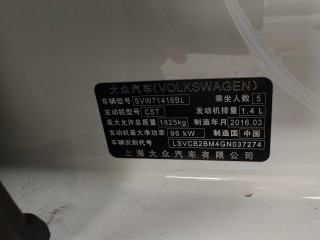 大众汽车(VOLKSWAGEN)
车辆型号 SVW71416BL 乘坐人数 5
发动机型号 CST 发动机排量 1.4 L
最大允许总质量 1825kg 制造年月 2016.03
发动机最大净功率 96 kW 制造国 中国
车辆识别代号 LSVCB2BM4GN037274
上海大众汽车有限公司